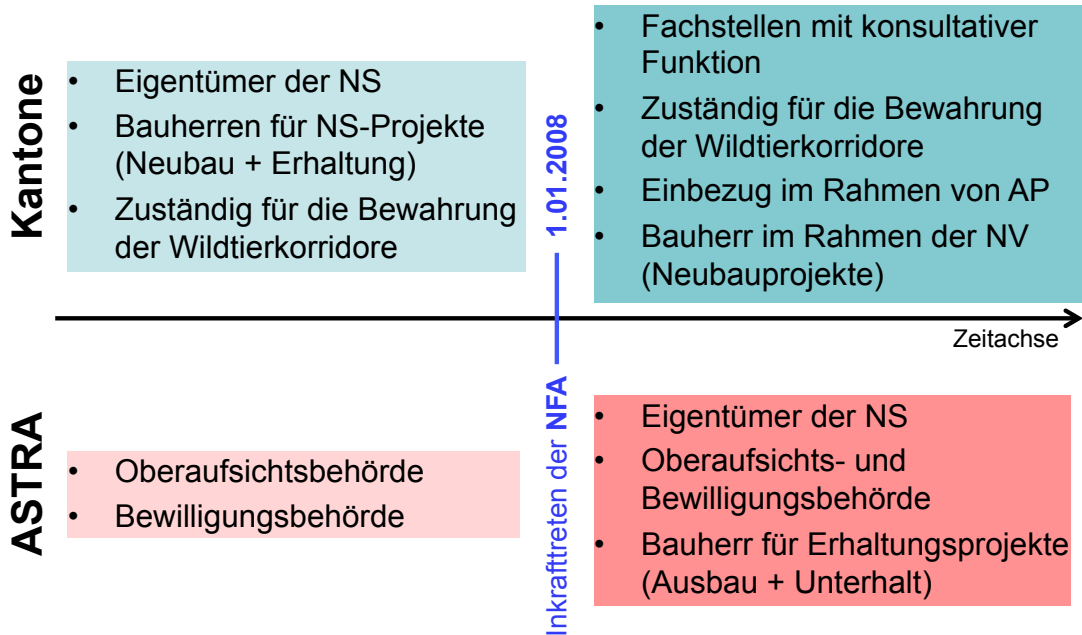 Kantone
• Eigentümer der NS
• Bauherren für NS-Projekte
(Neubau + Erhaltung)
• Zuständig für die Bewahrung
der Wildtierkorridore
• Fachstellen mit konsultativer
Funktion
• Zuständig für die Bewahrung
der Wildtierkorridore
• Einbezug im Rahmen von AP
• Bauherr im Rahmen der NV
(Neubauprojekte)
Inkrafttreten der NFA
1.01.2008
Zeitachse
ASTRA
• Oberaufsichtsbehörde
• Bewilligungsbehörde
• Eigentümer der NS
• Oberaufsichts- und
Bewilligungsbehörde
• Bauherr für Erhaltungsprojekte
(Ausbau + Unterhalt)